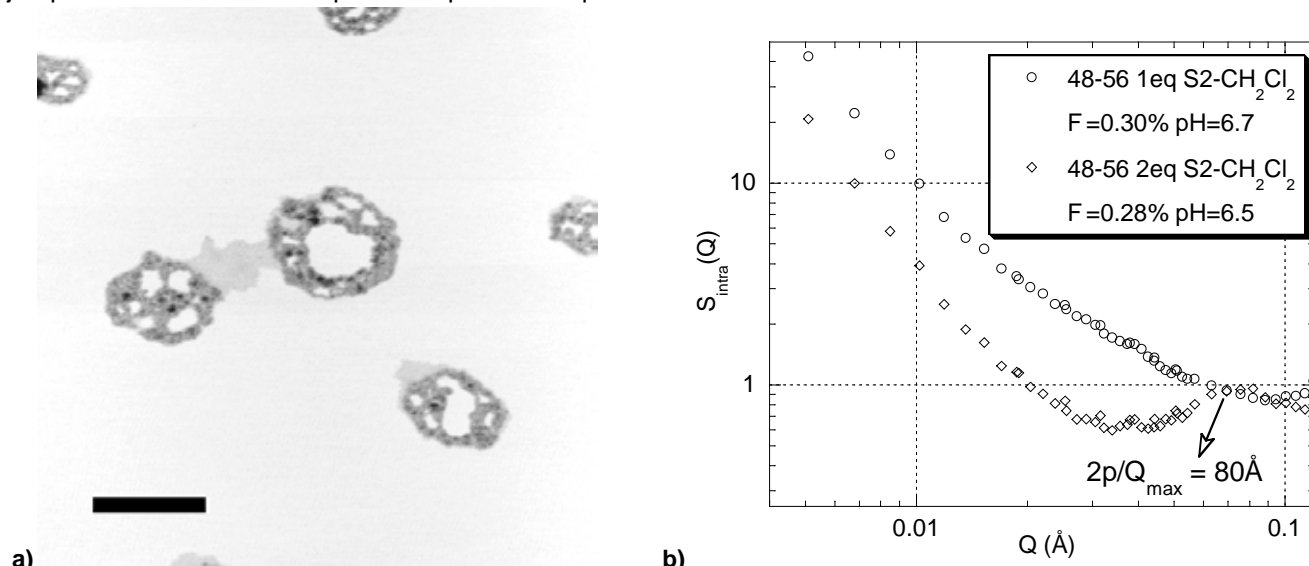 a)
b)
48-56 1eq S2-CH2Cl2
F=0.30% pH=6.7
48-56 2eq S2-CH2Cl2
F=0.28% pH=6.5
10
1
Sintra(Q)
2p/Qmax = 80Å
0.01
0.1
Q (Å)